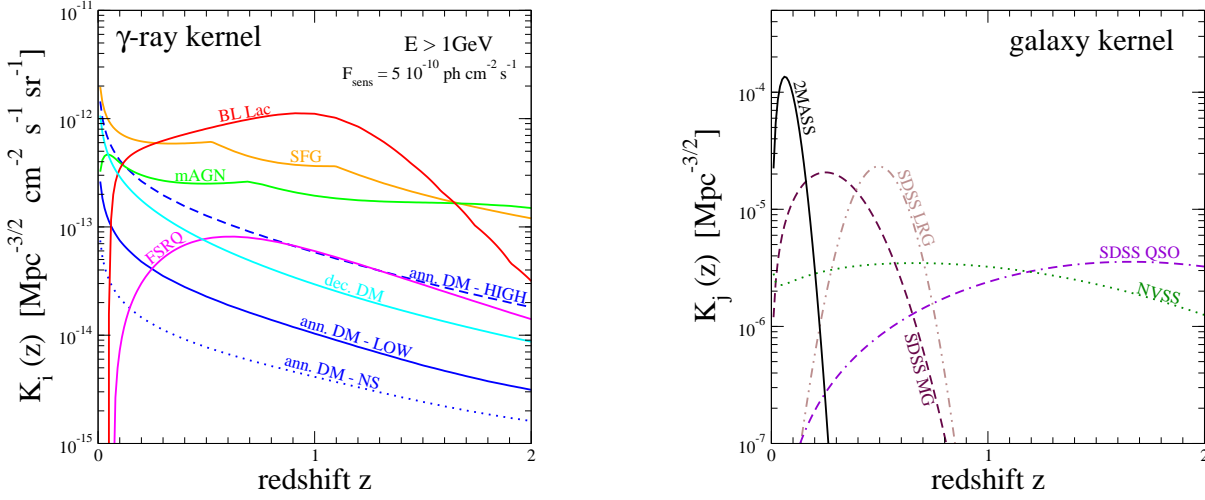 γ-ray kernel
E > 1GeV
F_sens = 5 10^-10 ph cm^-2 s^-1
BL Lac
SFG
mAGN
FSRQ
ann. DM - HIGH
dec. DM
ann. DM - LOW
ann. DM - NS
10^-11
10^-12
10^-13
10^-14
10^-15
K_i (z) [Mpc^-3/2 cm^-2 s^-1 sr^-1]
0 1 2
redshift z
galaxy kernel
2MASS
SDSS LRG
SDSS MG
SDSS QSO
NVSS
10^-4
10^-5
10^-6
10^-7
K_j (z) [Mpc^-3/2]
0 1 2
redshift z